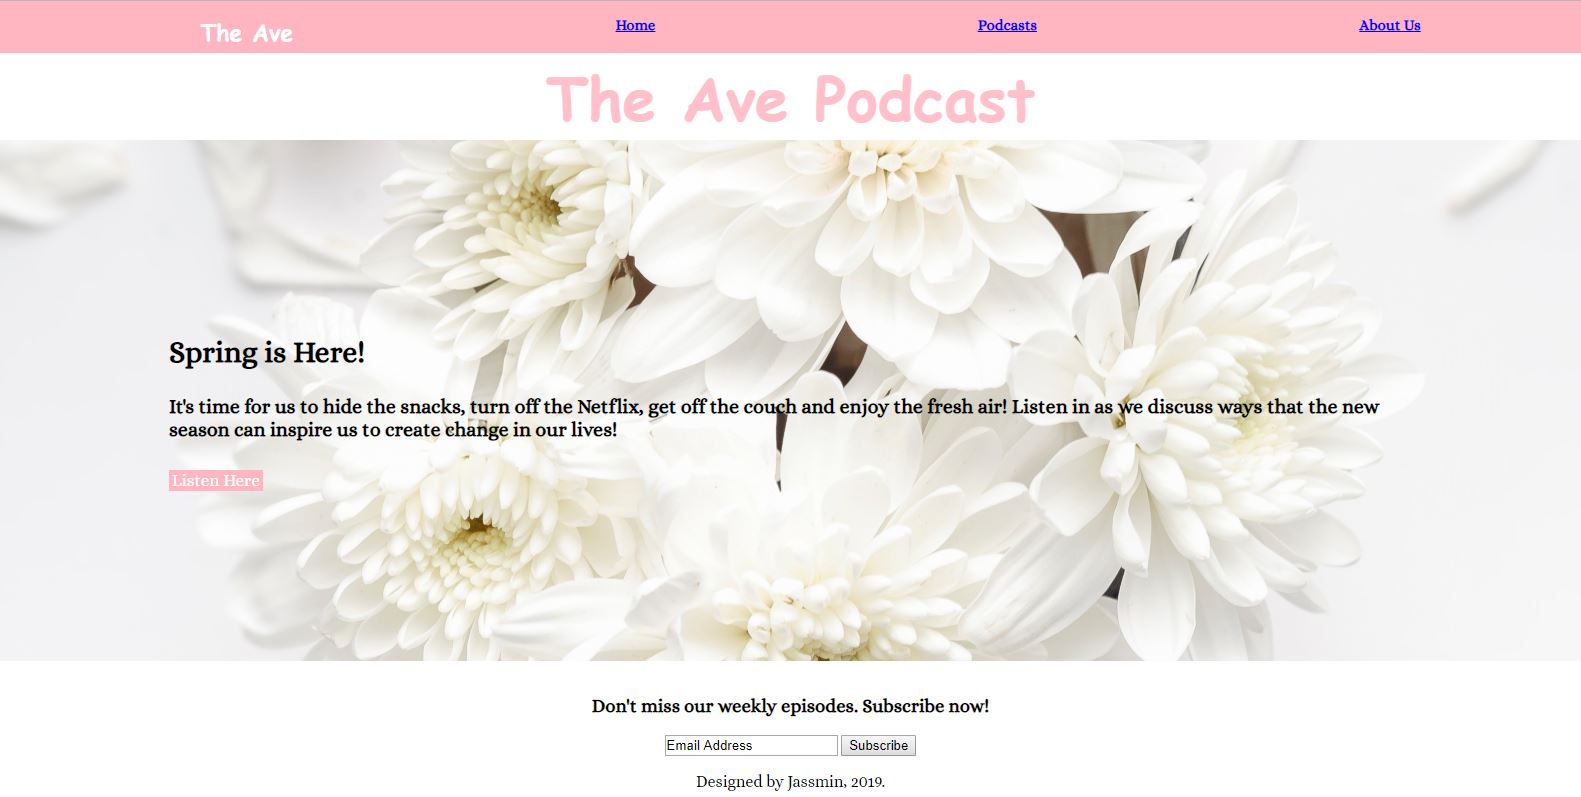 The Ave
Home
Podcasts
About Us
The Ave Podcast
Spring is Here!
It's time for us to hide the snacks, turn off the Netflix, get off the couch and enjoy the fresh air! Listen in as we discuss ways that the new
season can inspire us to create change in our lives!
Listen Here
Don't miss our weekly episodes. Subscribe now!
Email Address
Subscribe
Designed by Jassmin, 2019.